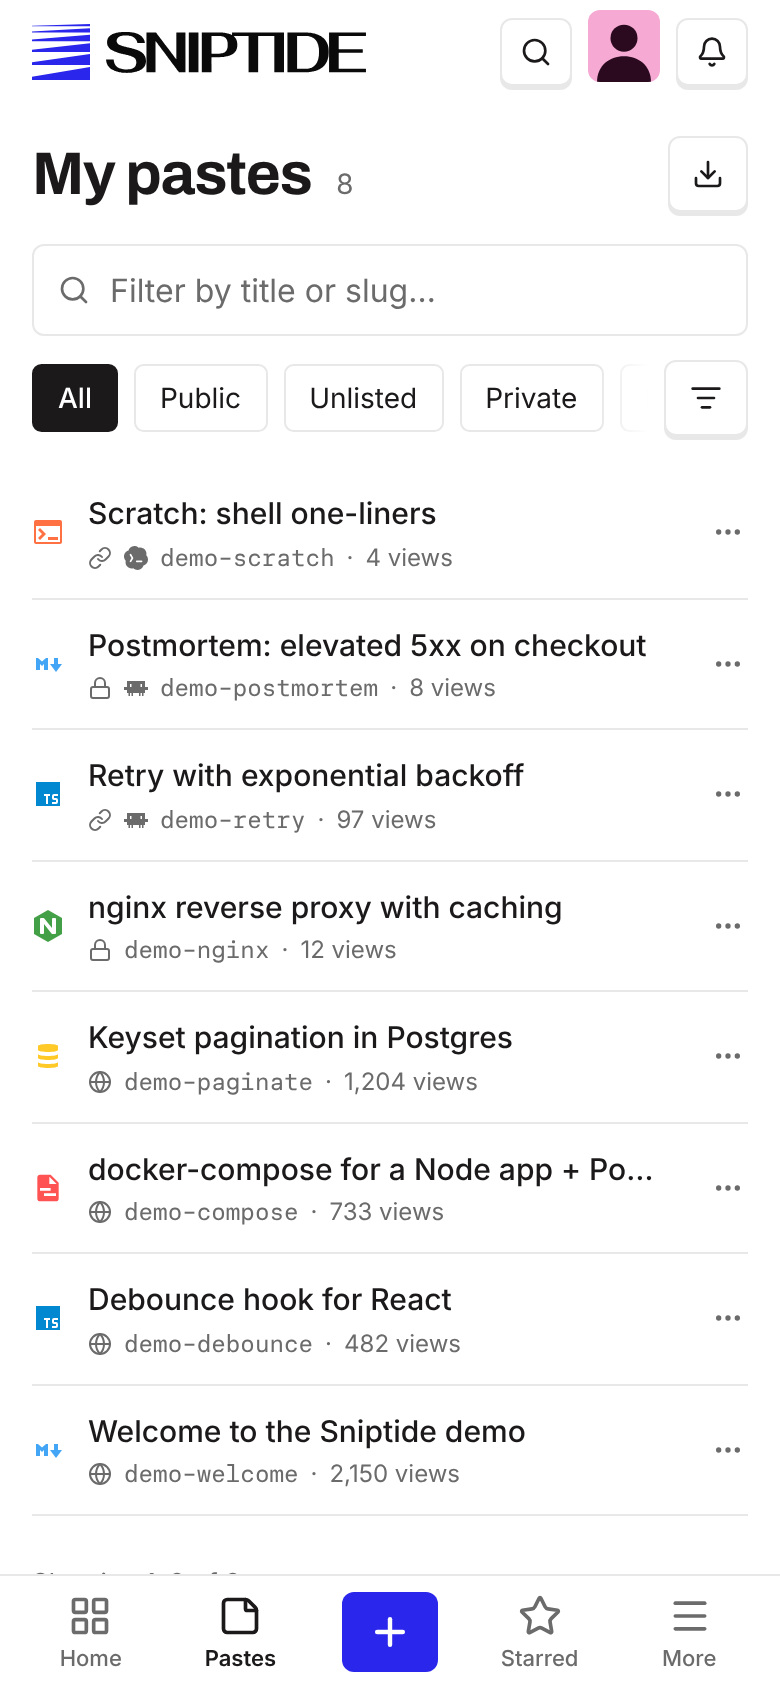 SNIPTIDE
My pastes 8
Filter by title or slug...
All Public Unlisted Private
Scratch: shell one-liners
demo-scratch · 4 views
Postmortem: elevated 5xx on checkout
demo-postmortem · 8 views
Retry with exponential backoff
TS
demo-retry · 97 views
nginx reverse proxy with caching
N
demo-nginx · 12 views
Keyset pagination in Postgres
demo-paginate · 1,204 views
docker-compose for a Node app + Po...
demo-compose · 733 views
Debounce hook for React
TS
demo-debounce · 482 views
Welcome to the Sniptide demo
demo-welcome · 2,150 views
Home Pastes Starred More